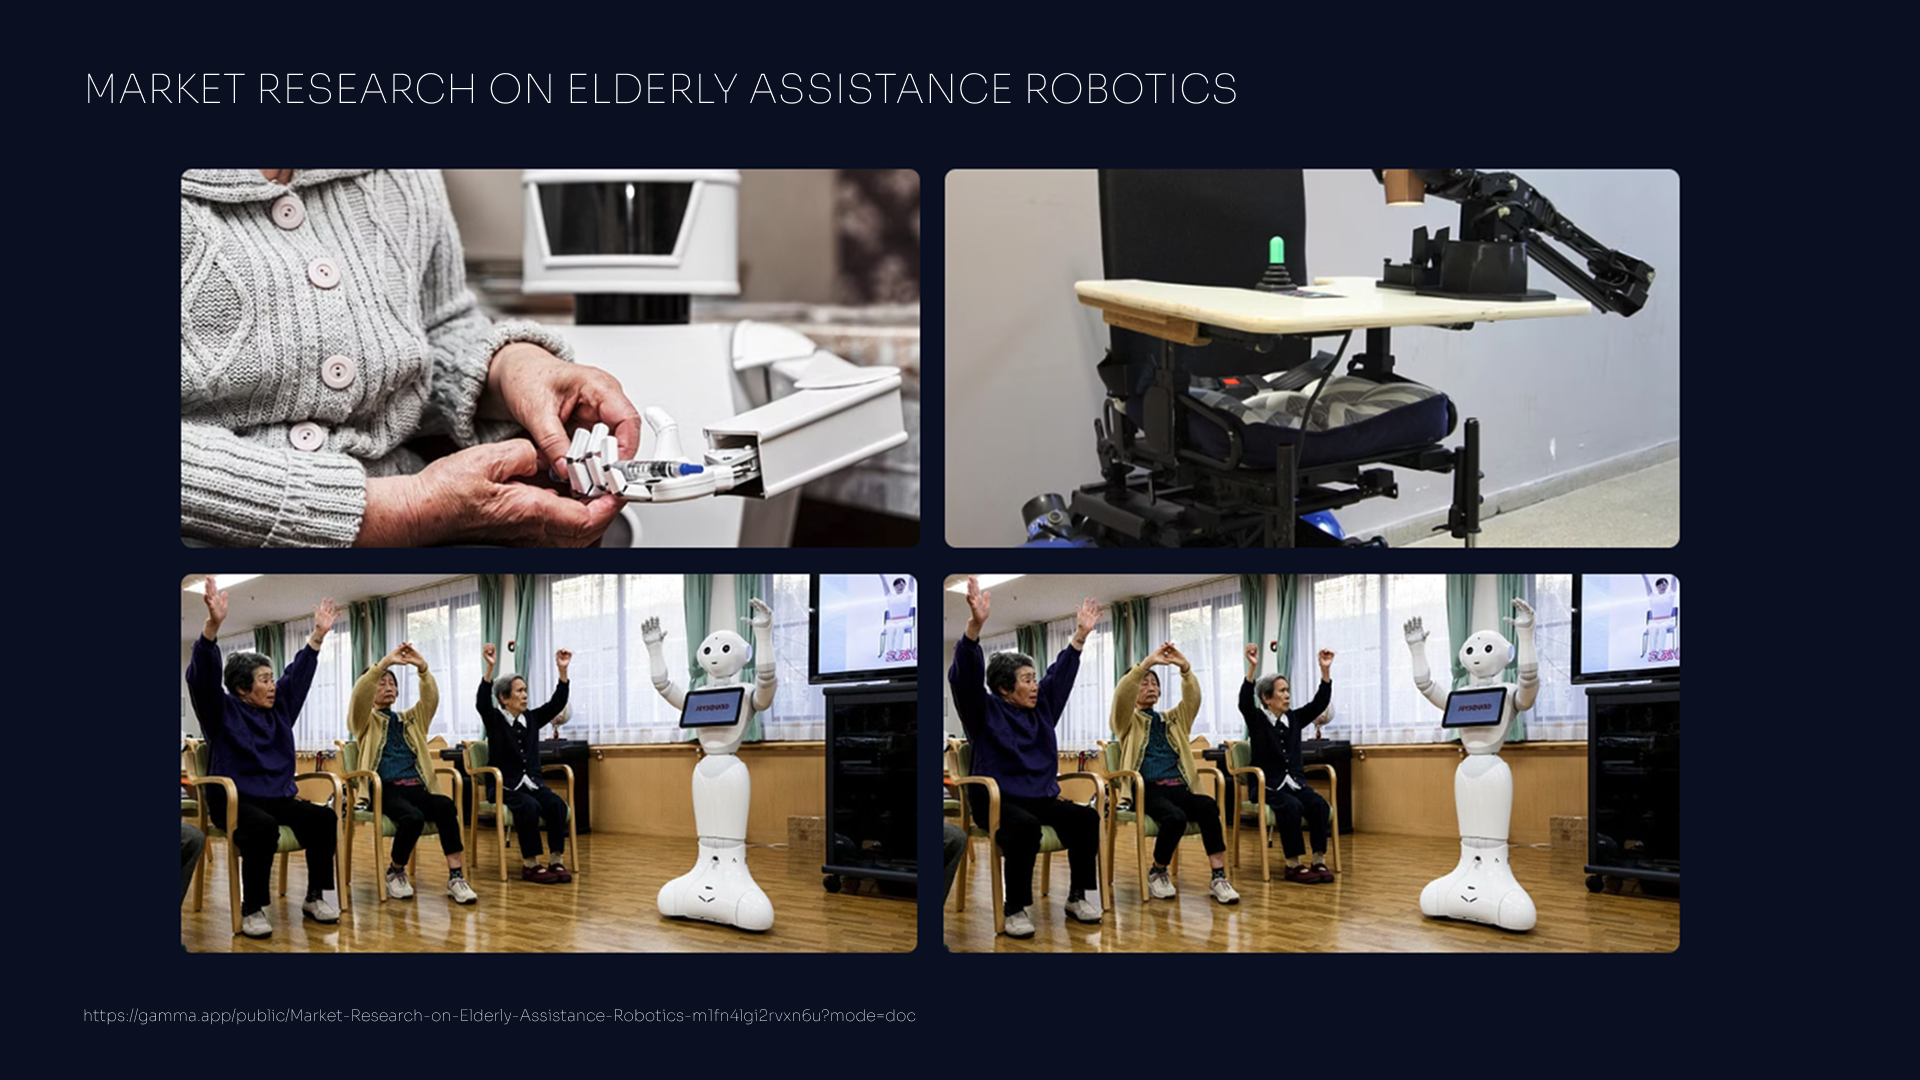 MARKET RESEARCH ON ELDERLY ASSISTANCE ROBOTICS
https://gamma.app/public/Market-Research-on-Elderly-Assistance-Robotics-m1fn4lgi2rvxn6u?mode=doc